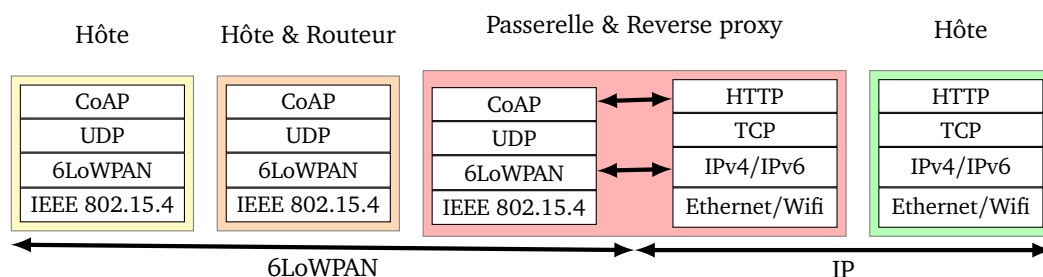 Hôte
Hôte & Routeur
Passerelle & Reverse proxy
Hôte
CoAP
UDP
6LoWPAN
IEEE 802.15.4
CoAP
UDP
6LoWPAN
IEEE 802.15.4
CoAP
UDP
6LoWPAN
IEEE 802.15.4
HTTP
TCP
IPv4/IPv6
Ethernet/Wifi
HTTP
TCP
IPv4/IPv6
Ethernet/Wifi
6LoWPAN
IP